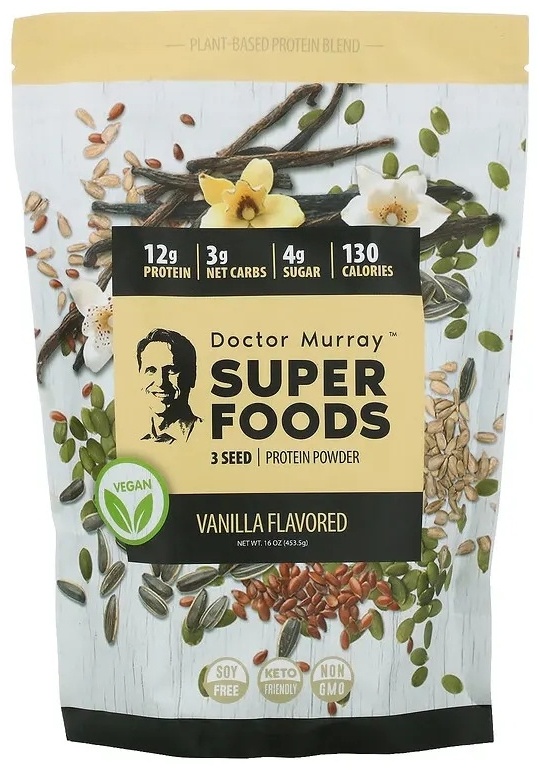 PLANT-BASED PROTEIN BLEND
12g PROTEIN
3g NET CARBS
4g SUGAR
130 CALORIES
Doctor Murray™
SUPER
FOODS
3 SEED | PROTEIN POWDER
VEGAN
VANILLA FLAVORED
NET WT. 16 OZ (453.5g)
SOY FREE
KETO FRIENDLY
NON GMO